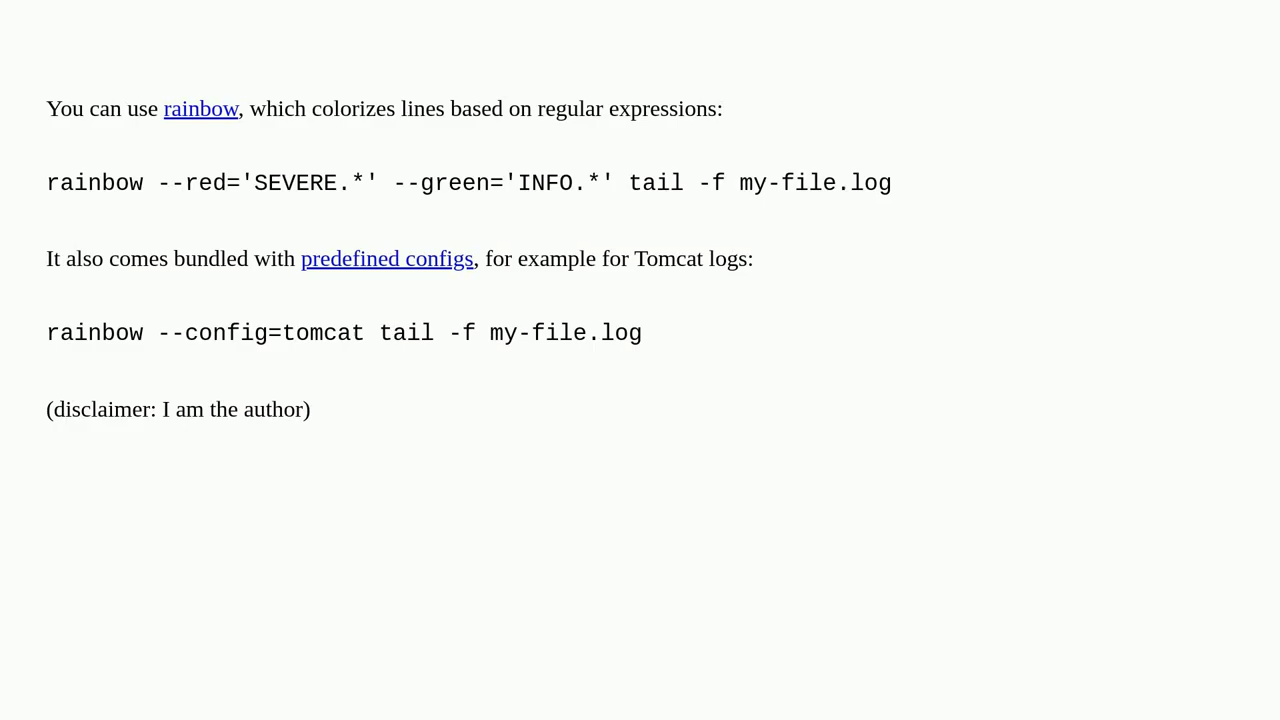 You can use rainbow, which colorizes lines based on regular expressions:
rainbow --red='SEVERE.*' --green='INFO.*' tail -f my-file.log
It also comes bundled with predefined configs, for example for Tomcat logs:
rainbow --config=tomcat tail -f my-file.log
(disclaimer: I am the author)